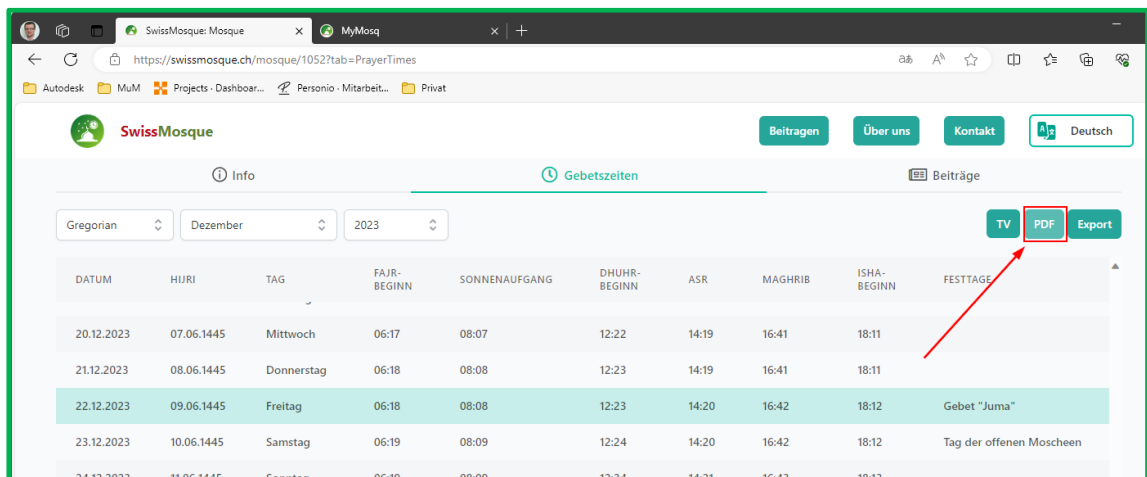 SwissMosque: Mosque
MyMosq
https://swissmosque.ch/mosque/1052?tab=PrayerTimes
Autodesk MuM Projects - Dashboar... Personio - Mitarbeit... Privat
SwissMosque
Beitragen Über uns Kontakt Deutsch
Info Gebetszeiten Beiträge
Gregorian Dezember 2023 TV PDF Export
DATUM HIJRI TAG FAJR-BEGINN SONNENAUFGANG DHUHR-BEGINN ASR MAGHRIB ISHA-BEGINN FESTTAGE
20.12.2023 07.06.1445 Mittwoch 06:17 08:07 12:22 14:19 16:41 18:11
21.12.2023 08.06.1445 Donnerstag 06:18 08:08 12:23 14:19 16:41 18:11
22.12.2023 09.06.1445 Freitag 06:18 08:08 12:23 14:20 16:42 18:12 Gebet "Juma"
23.12.2023 10.06.1445 Samstag 06:19 08:09 12:24 14:20 16:42 18:12 Tag der offenen Moscheen